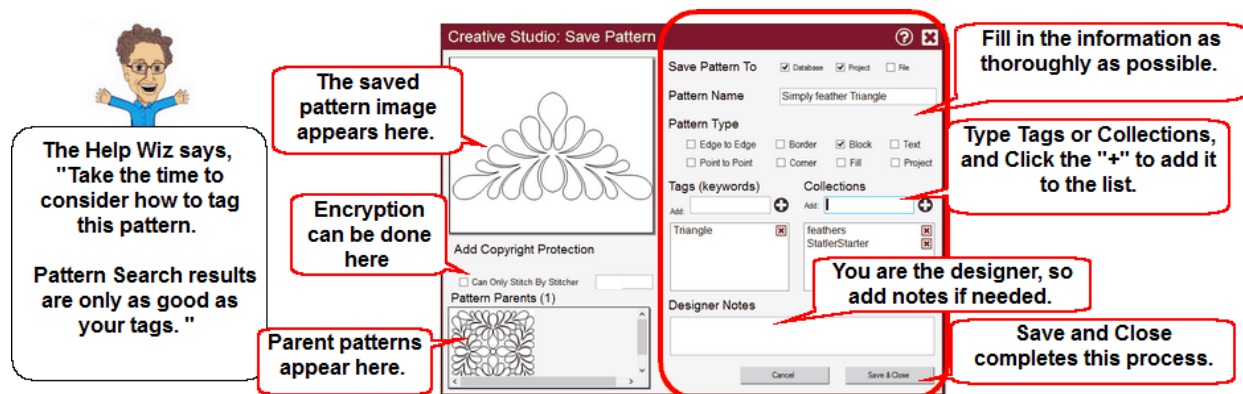 The Help Wiz says,
"Take the time to
consider how to tag
this pattern.
Pattern Search results
are only as good as
your tags. "
The saved
pattern image
appears here.
Encryption
can be done
here
Parent patterns
appear here.
Creative Studio: Save Pattern
Add Copyright Protection
Can Only Stitch By Stitcher
Pattern Parents (1)
Save Pattern To Database Project File
Pattern Name Simply feather Triangle
Pattern Type
Edge to Edge Border Block Text
Point to Point Corner Fill Project
Tags (keywords) Collections
Add: Add:
Triangle feathers
StatlerStarter
Designer Notes
Cancel Save & Close
Fill in the information as
thoroughly as possible.
Type Tags or Collections,
and Click the "+" to add it
to the list.
You are the designer, so
add notes if needed.
Save and Close
completes this process.